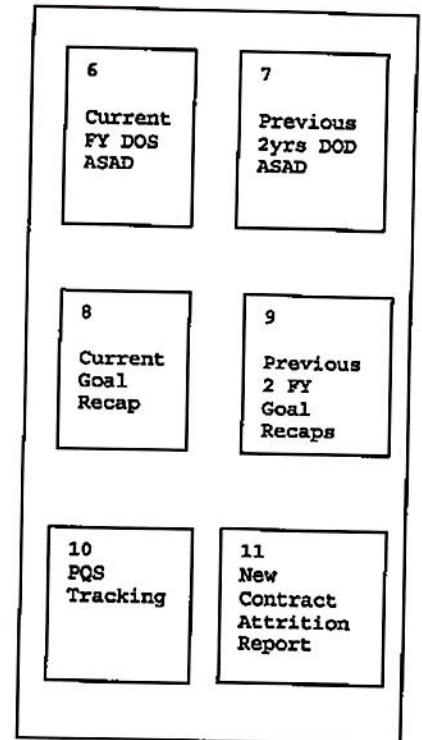 6
Current
FY DOS
ASAD
7
Previous
2yrs DOD
ASAD
8
Current
Goal
Recap
9
Previous
2 FY
Goal
Recaps
10
PQS
Tracking
11
New
Contract
Attrition
Report